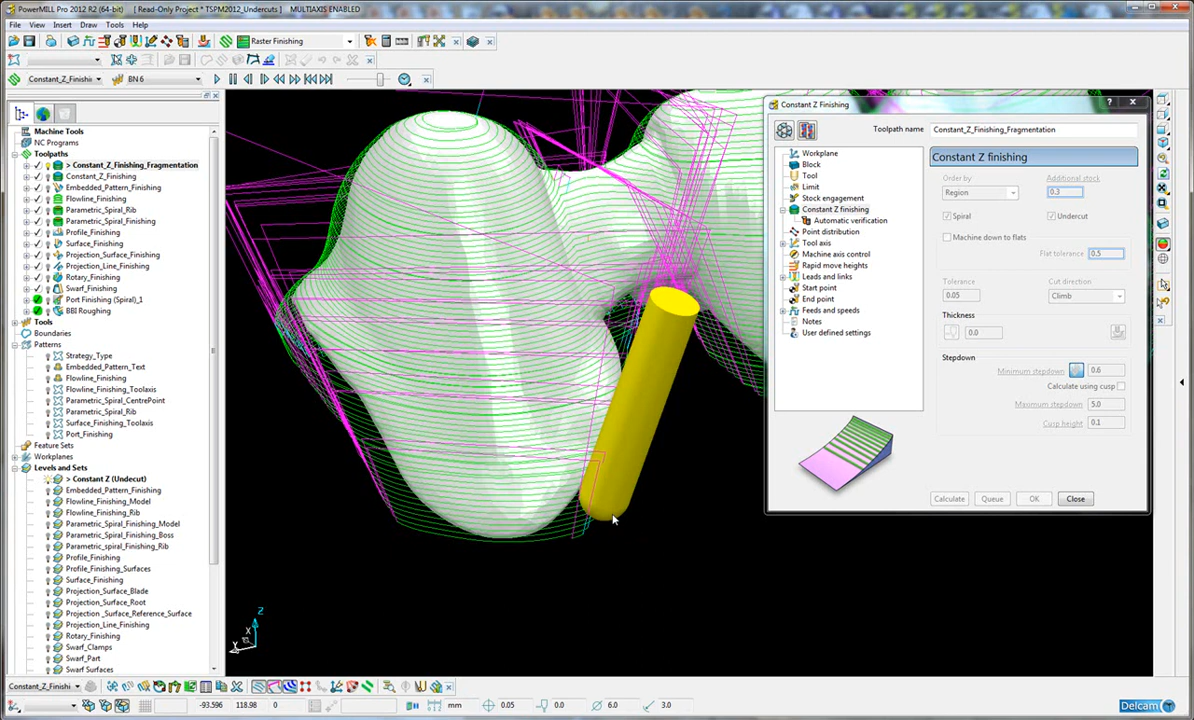 PowerMILL Pro 2012 R2 (64-bit) [ Read-Only Project * TSPM2012_Undercuts ] MULTIAXIS ENABLED
File View Insert Draw Tools Help
Raster Finishing
Constant_Z_Finishi BN 6
Machine Tools
NC Programs
Toolpaths
> Constant_Z_Finishing_Fragmentation
Constant_Z_Finishing
Embedded_Pattern_Finishing
Flowline_Finishing
Parametric_Spiral_Rib
Parametric_Spiral_Finishing
Profile_Finishing
Surface_Finishing
Projection_Surface_Finishing
Projection_Line_Finishing
Rotary_Finishing
Swarf_Finishing
Port Finishing (Spiral)_1
BBI Roughing
Tools
Boundaries
Patterns
Strategy_Type
Embedded_Pattern_Text
Flowline_Finishing
Flowline_Finishing_Toolaxis
Parametric_Spiral_CentrePoint
Parametric_Spiral_Rib
Surface_Finishing_Toolaxis
Port_Finishing
Feature Sets
Workplanes
Levels and Sets
> Constant Z (Undecut)
Embedded_Pattern_Finishing
Flowline_Finishing_Model
Flowline_Finishing_Rib
Parametric_Spiral_Finishing_Model
Parametric_Spiral_Finishing_Boss
Parametric_spiral_Finishing_Rib
Profile_Finishing
Profile_Finishing_Surfaces
Surface_Finishing
Projection_Surface_Blade
Projection_Surface_Root
Projection _Surface_Reference_Surface
Projection_Line_Finishing
Rotary_Finishing
Swarf_Clamps
Swarf_Part
Swarf Surfaces
Z
X
Y
Constant Z Finishing
Toolpath name Constant_Z_Finishing_Fragmentation
Workplane
Block
Tool
Limit
Stock engagement
Constant Z finishing
Automatic verification
Point distribution
Tool axis
Machine axis control
Rapid move heights
Leads and links
Start point
End point
Feeds and speeds
Notes
User defined settings
Constant Z finishing
Order by Additional stock
Region 0.3
Spiral Undercut
Machine down to flats
Flat tolerance 0.5
Tolerance Cut direction
0.05 Climb
Thickness
0.0
Stepdown
Minimum stepdown 0.6
Calculate using cusp
Maximum stepdown 5.0
Cusp height 0.1
Calculate Queue OK Close
Constant_Z_Finishi
-93.596 118.98 0 mm 0.05 0.0 6.0 3.0
Delcam